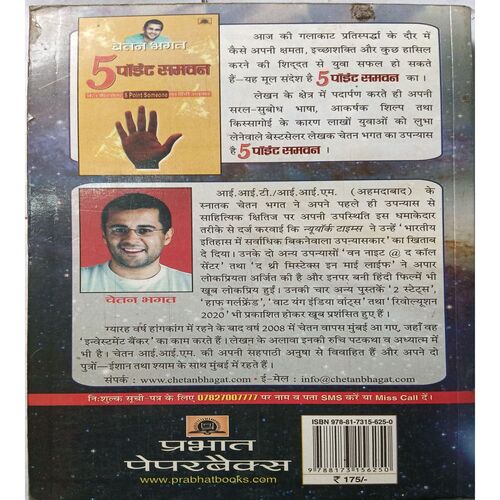 चेतन भगत
5 पॉइंट समवन
5 Point Someone
आज की गलाकाट प्रतिस्पर्द्धा के दौर में
कैसे अपनी क्षमता, इच्छाशक्ति और कुछ हासिल
करने की शिद्दत से युवा सफल हो सकते
हैं—यह मूल संदेश है 5 पॉइंट समवन का।
लेखन के क्षेत्र में पदार्पण करते ही अपनी
सरल-सुबोध भाषा, आकर्षक शिल्प तथा
किस्सागोई के कारण लाखों युवाओं को लुभा
लेनेवाले बेस्टसेलर लेखक चेतन भगत का उपन्यास
है 5 पॉइंट समवन।
आई.आई.टी./आई.आई.एम. (अहमदाबाद) के
स्नातक चेतन भगत ने अपने पहले ही उपन्यास से
साहित्यिक क्षितिज पर अपनी उपस्थिति इस धमाकेदार
तरीके से दर्ज करवाई कि न्यूयॉर्क टाइम्स ने उन्हें 'भारतीय
इतिहास में सर्वाधिक बिकनेवाला उपन्यासकार' का खिताब
दे दिया। उनके दो अन्य उपन्यासों 'वन नाइट @ द कॉल
सेंटर' तथा 'द थ्री मिस्टेक्स इन माई लाईफ' ने अपार
लोकप्रियता अर्जित की है और इनपर बनी हिंदी फिल्में भी
खूब लोकप्रिय हुईं। उनकी चार अन्य पुस्तकें '2 स्टेट्स'
'हाफ गर्लफ्रेंड', 'वाट यंग इंडिया वांट्स' तथा 'रिवोल्यूशन
2020' भी प्रकाशित होकर खूब प्रशंसित हुए हैं।
चेतन भगत
ग्यारह वर्ष हांगकांग में रहने के बाद वर्ष 2008 में चेतन वापस मुंबई आ गए, जहाँ वह
'इन्वेस्टमेंट बैंकर' का काम करते हैं। लेखन के अलावा इनकी रुचि पटकथा व अध्यात्म में
भी है। चेतन आई.आई.एम. की अपनी सहपाठी अनुषा से विवाहित हैं और अपने दो
पुत्रों—ईशान तथा श्याम के साथ मुंबई में रहते हैं।
संपर्क : www.chetanbhagat.com • ई-मेल : info@chetanbhagat.com
नि:शुल्क सूची-पत्र के लिए 07827007777 पर नाम व पता SMS करें या Miss Call दें।
प्रभात
पेपरबैक्स
www.prabhatbooks.com
ISBN 978-81-7315-625-0
9 788173 156250
₹ 175/-